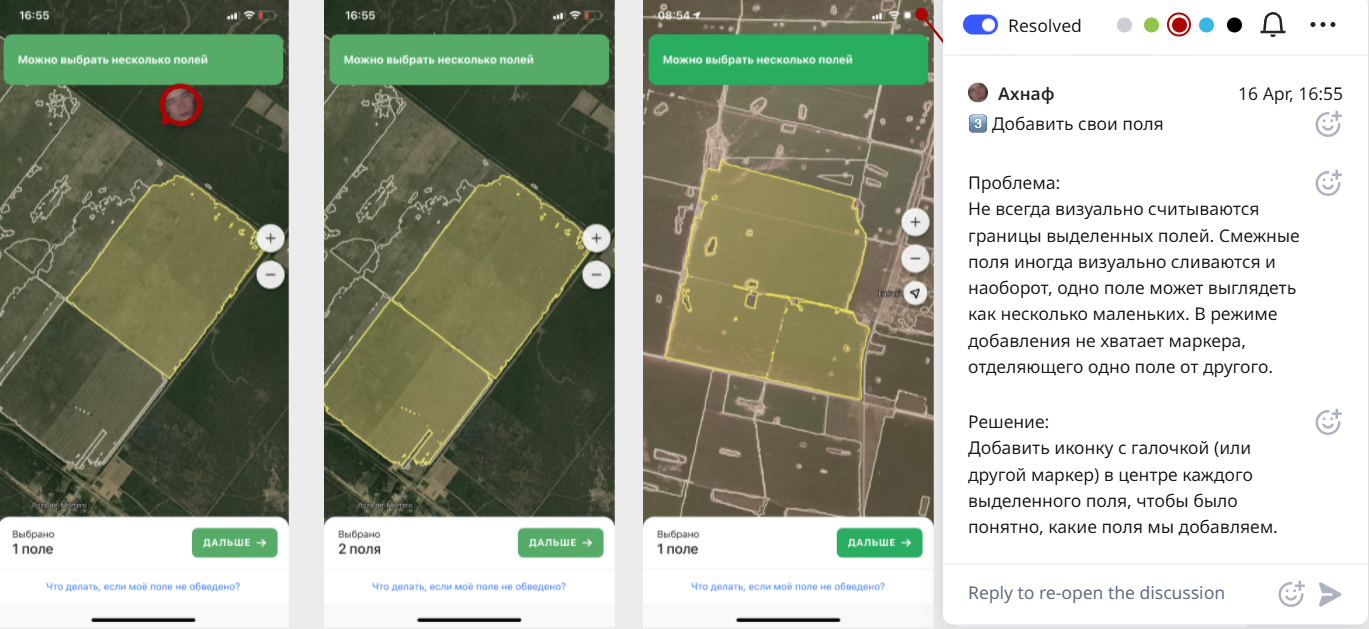 16:55
Можно выбрать несколько полей
Выбрано
1 поле
ДАЛЬШЕ →
Что делать, если моё поле не обведено?
16:55
Можно выбрать несколько полей
Выбрано
2 поля
ДАЛЬШЕ →
Что делать, если моё поле не обведено?
08:54
Можно выбрать несколько полей
Выбрано
1 поле
ДАЛЬШЕ →
Что делать, если моё поле не обведено?
Resolved
Ахнаф
16 Apr, 16:55
3 Добавить свои поля
Проблема:
Не всегда визуально считываются
границы выделенных полей. Смежные
поля иногда визуально сливаются и
наоборот, одно поле может выглядеть
как несколько маленьких. В режиме
добавления не хватает маркера,
отделяющего одно поле от другого.
Решение:
Добавить иконку с галочкой (или
другой маркер) в центре каждого
выделенного поля, чтобы было
понятно, какие поля мы добавляем.
Reply to re-open the discussion